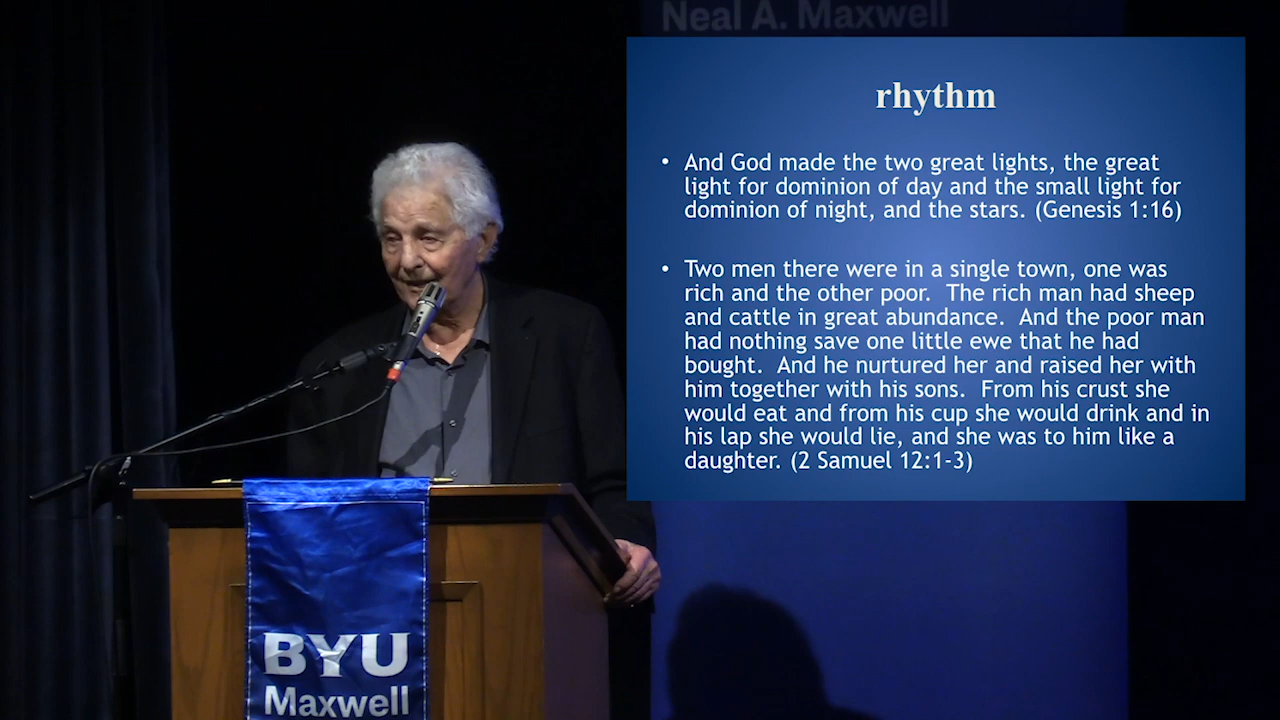 Neal A. Maxwell
rhythm
• And God made the two great lights, the great
light for dominion of day and the small light for
dominion of night, and the stars. (Genesis 1:16)
• Two men there were in a single town, one was
rich and the other poor.  The rich man had sheep
and cattle in great abundance.  And the poor man
had nothing save one little ewe that he had
bought.  And he nurtured her and raised her with
him together with his sons.  From his crust she
would eat and from his cup she would drink and in
his lap she would lie, and she was to him like a
daughter. (2 Samuel 12:1-3)
BYU
Maxwell